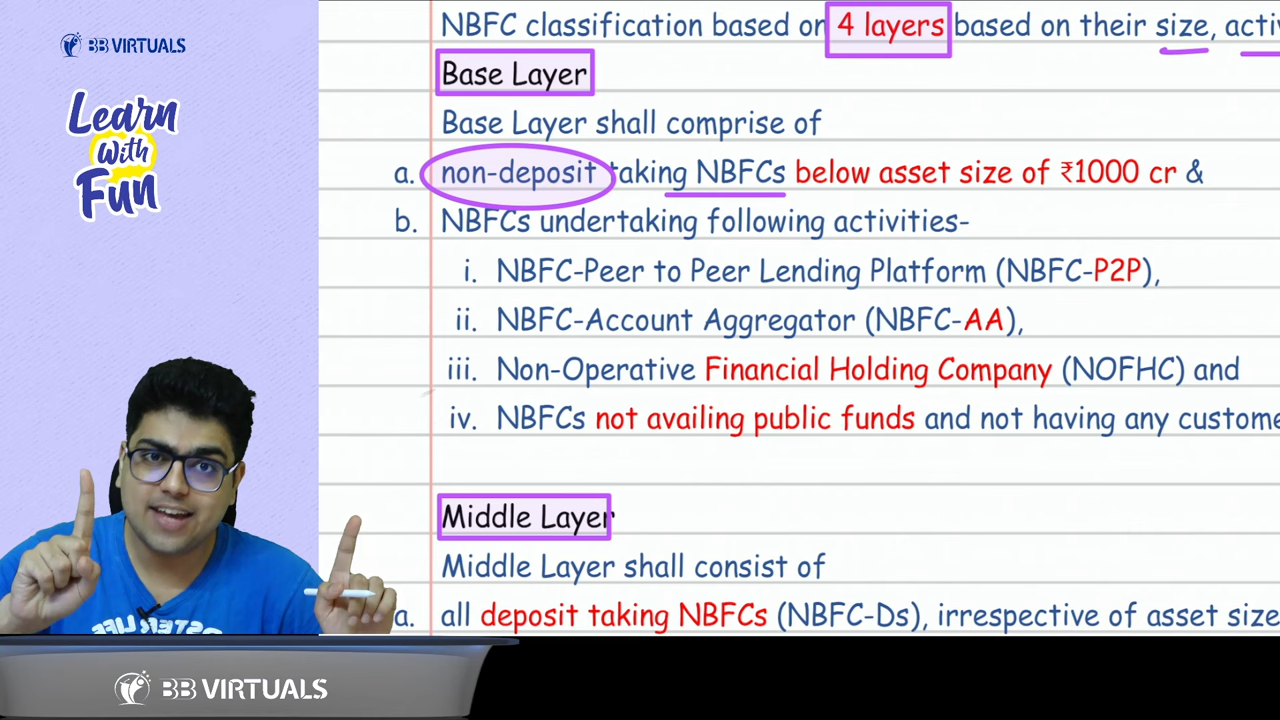 BB VIRTUALS
Learn
With
Fun
NBFC classification based on 4 layers based on their size, activ
Base Layer
Base Layer shall comprise of
a. non-deposit taking NBFCs below asset size of ₹1000 cr &
b. NBFCs undertaking following activities-
i. NBFC-Peer to Peer Lending Platform (NBFC-P2P),
ii. NBFC-Account Aggregator (NBFC-AA),
iii. Non-Operative Financial Holding Company (NOFHC) and
iv. NBFCs not availing public funds and not having any custome
Middle Layer
Middle Layer shall consist of
a. all deposit taking NBFCs (NBFC-Ds), irrespective of asset size
BB VIRTUALS